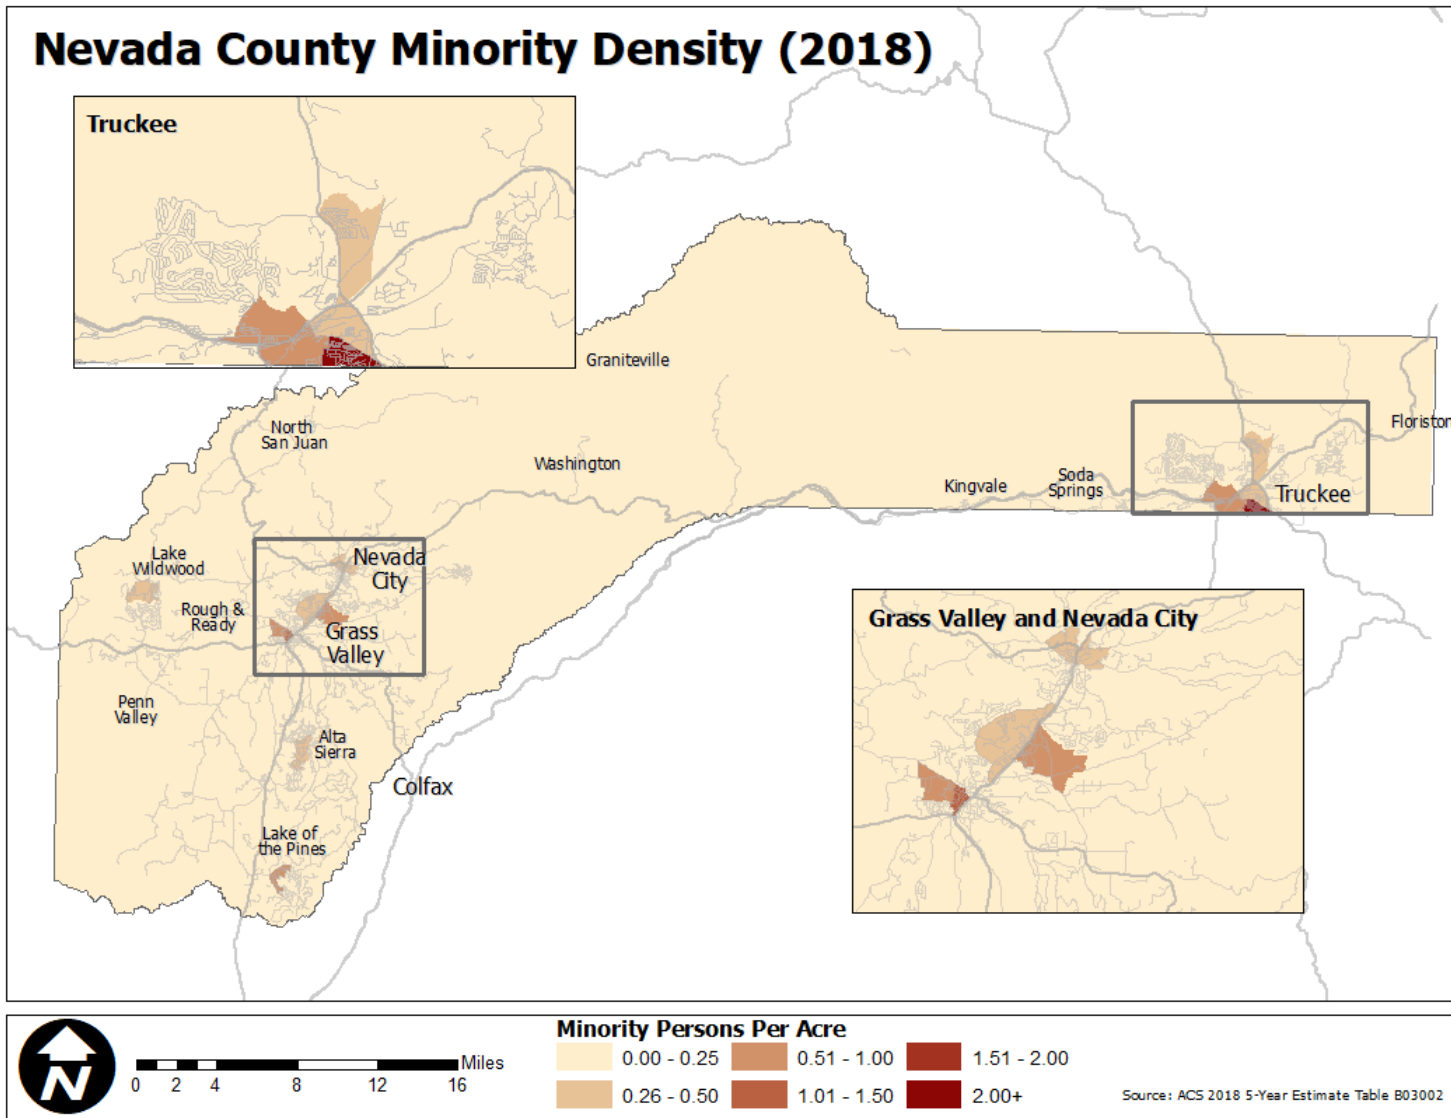 Nevada County Minority Density (2018)
Truckee
Graniteville
North
San Juan
Washington
Floriston
Soda
Springs
Kingvale
Truckee
Lake
Wildwood
Nevada
City
Rough &
Ready
Grass
Valley
Grass Valley and Nevada City
Penn
Valley
Alta
Sierra
Colfax
Lake of
the Pines
Minority Persons Per Acre
0.00 - 0.25
0.51 - 1.00
1.51 - 2.00
0.26 - 0.50
1.01 - 1.50
2.00+
N
Miles
0 2 4 8 12 16
Source: ACS 2018 5-Year Estimate Table B03002